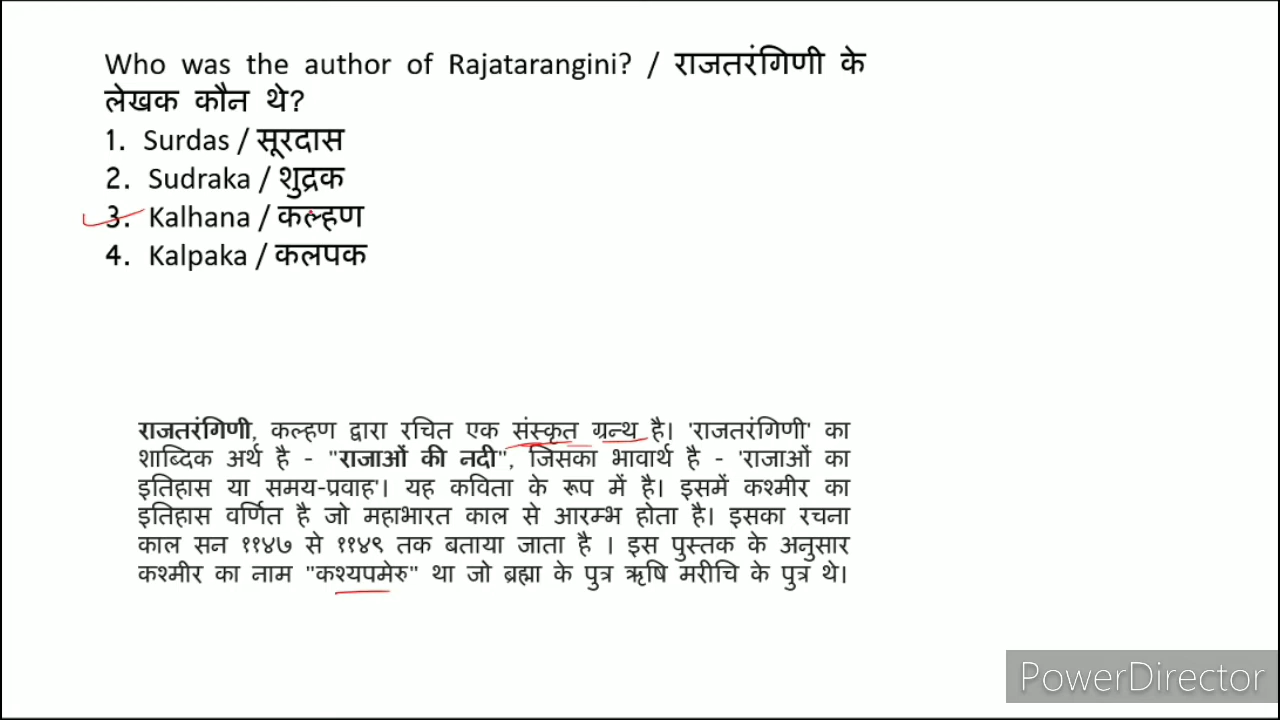 Who was the author of Rajatarangini? / राजतरंगिणी के
लेखक कौन थे?
1. Surdas / सूरदास
2. Sudraka / शुद्रक
3. Kalhana / कल्हण
4. Kalpaka / कलपक
राजतरंगिणी, कल्हण द्वारा रचित एक संस्कृत ग्रन्थ है। 'राजतरंगिणी' का
शाब्दिक अर्थ है - "राजाओं की नदी", जिसका भावार्थ है - 'राजाओं का
इतिहास या समय-प्रवाह'। यह कविता के रूप में है। इसमें कश्मीर का
इतिहास वर्णित है जो महाभारत काल से आरम्भ होता है। इसका रचना
काल सन ११४७ से ११४९ तक बताया जाता है । इस पुस्तक के अनुसार
कश्मीर का नाम "कश्यपमेरु" था जो ब्रह्मा के पुत्र ऋषि मरीचि के पुत्र थे।
PowerDirector